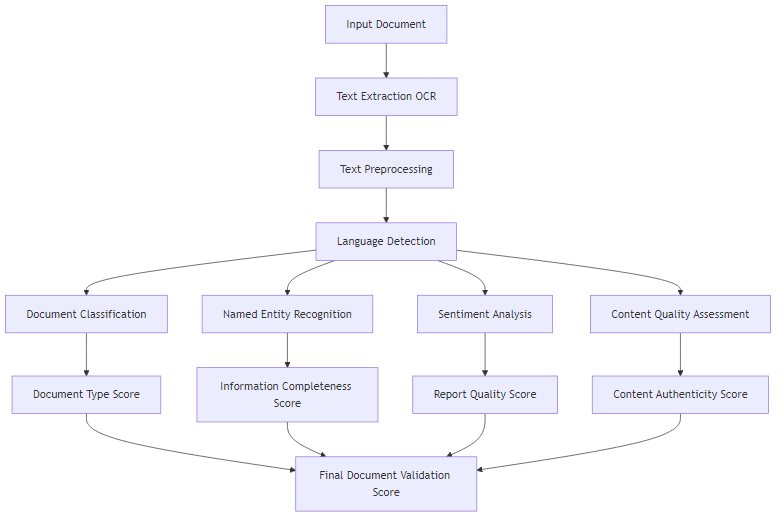 Input Document
Text Extraction OCR
Text Preprocessing
Language Detection
Document Classification
Named Entity Recognition
Sentiment Analysis
Content Quality Assessment
Document Type Score
Information Completeness
Score
Report Quality Score
Content Authenticity Score
Final Document Validation
Score